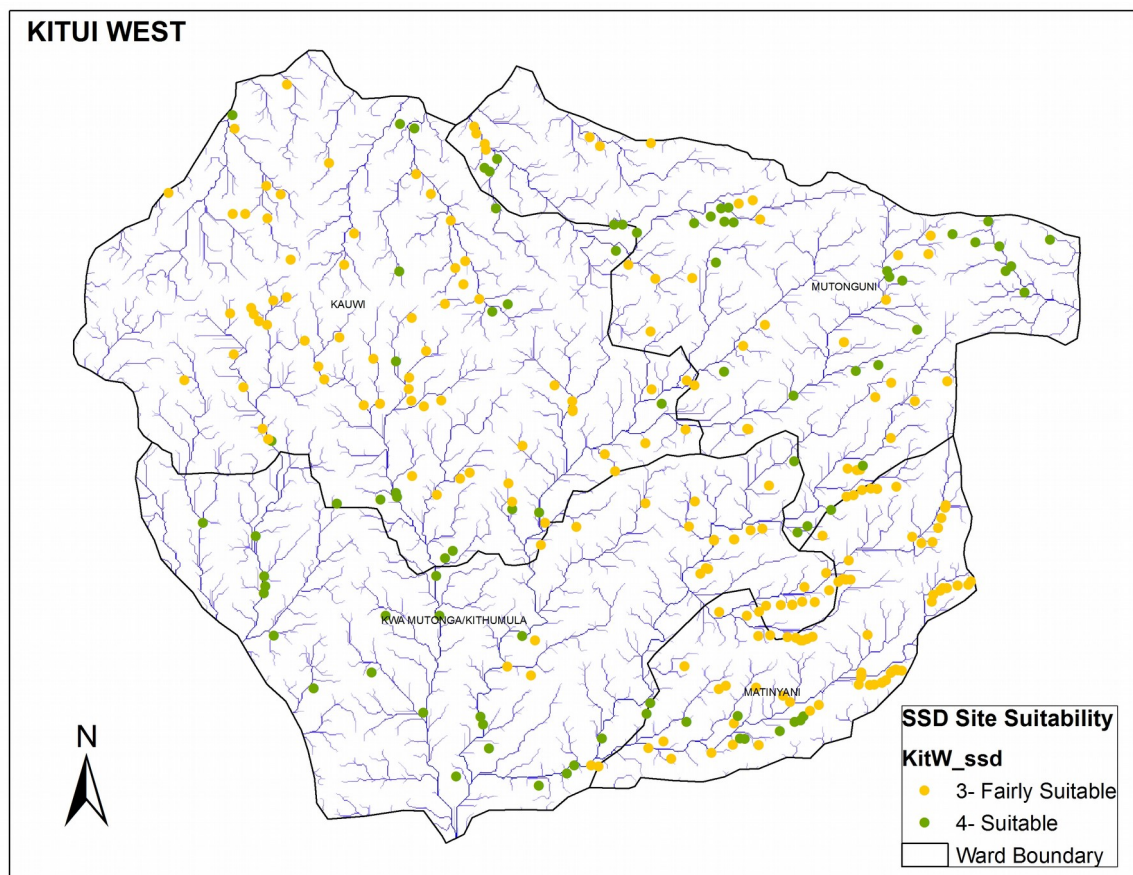 KITUI WEST
KAUWI
MUTONGUNI
KWA MUTONGA/KITHUMULA
MATINYANI
N
SSD Site Suitability
KitW_ssd
3- Fairly Suitable
4- Suitable
Ward Boundary